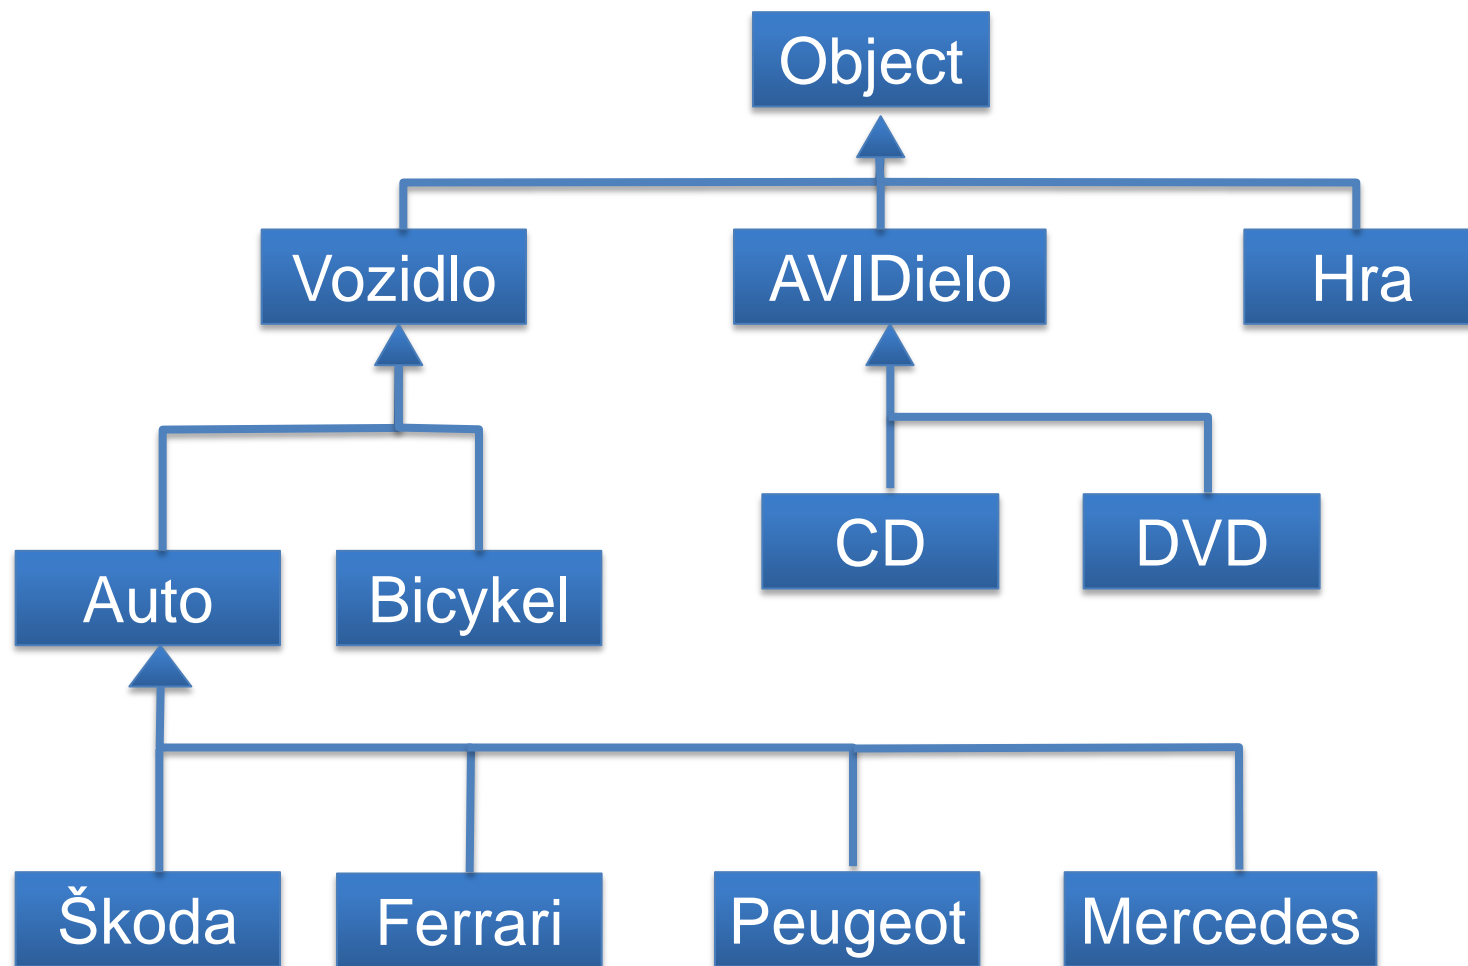 Object
Vozidlo
AVIDielo
Hra
CD
DVD
Auto
Bicykel
Škoda
Ferrari
Peugeot
Mercedes